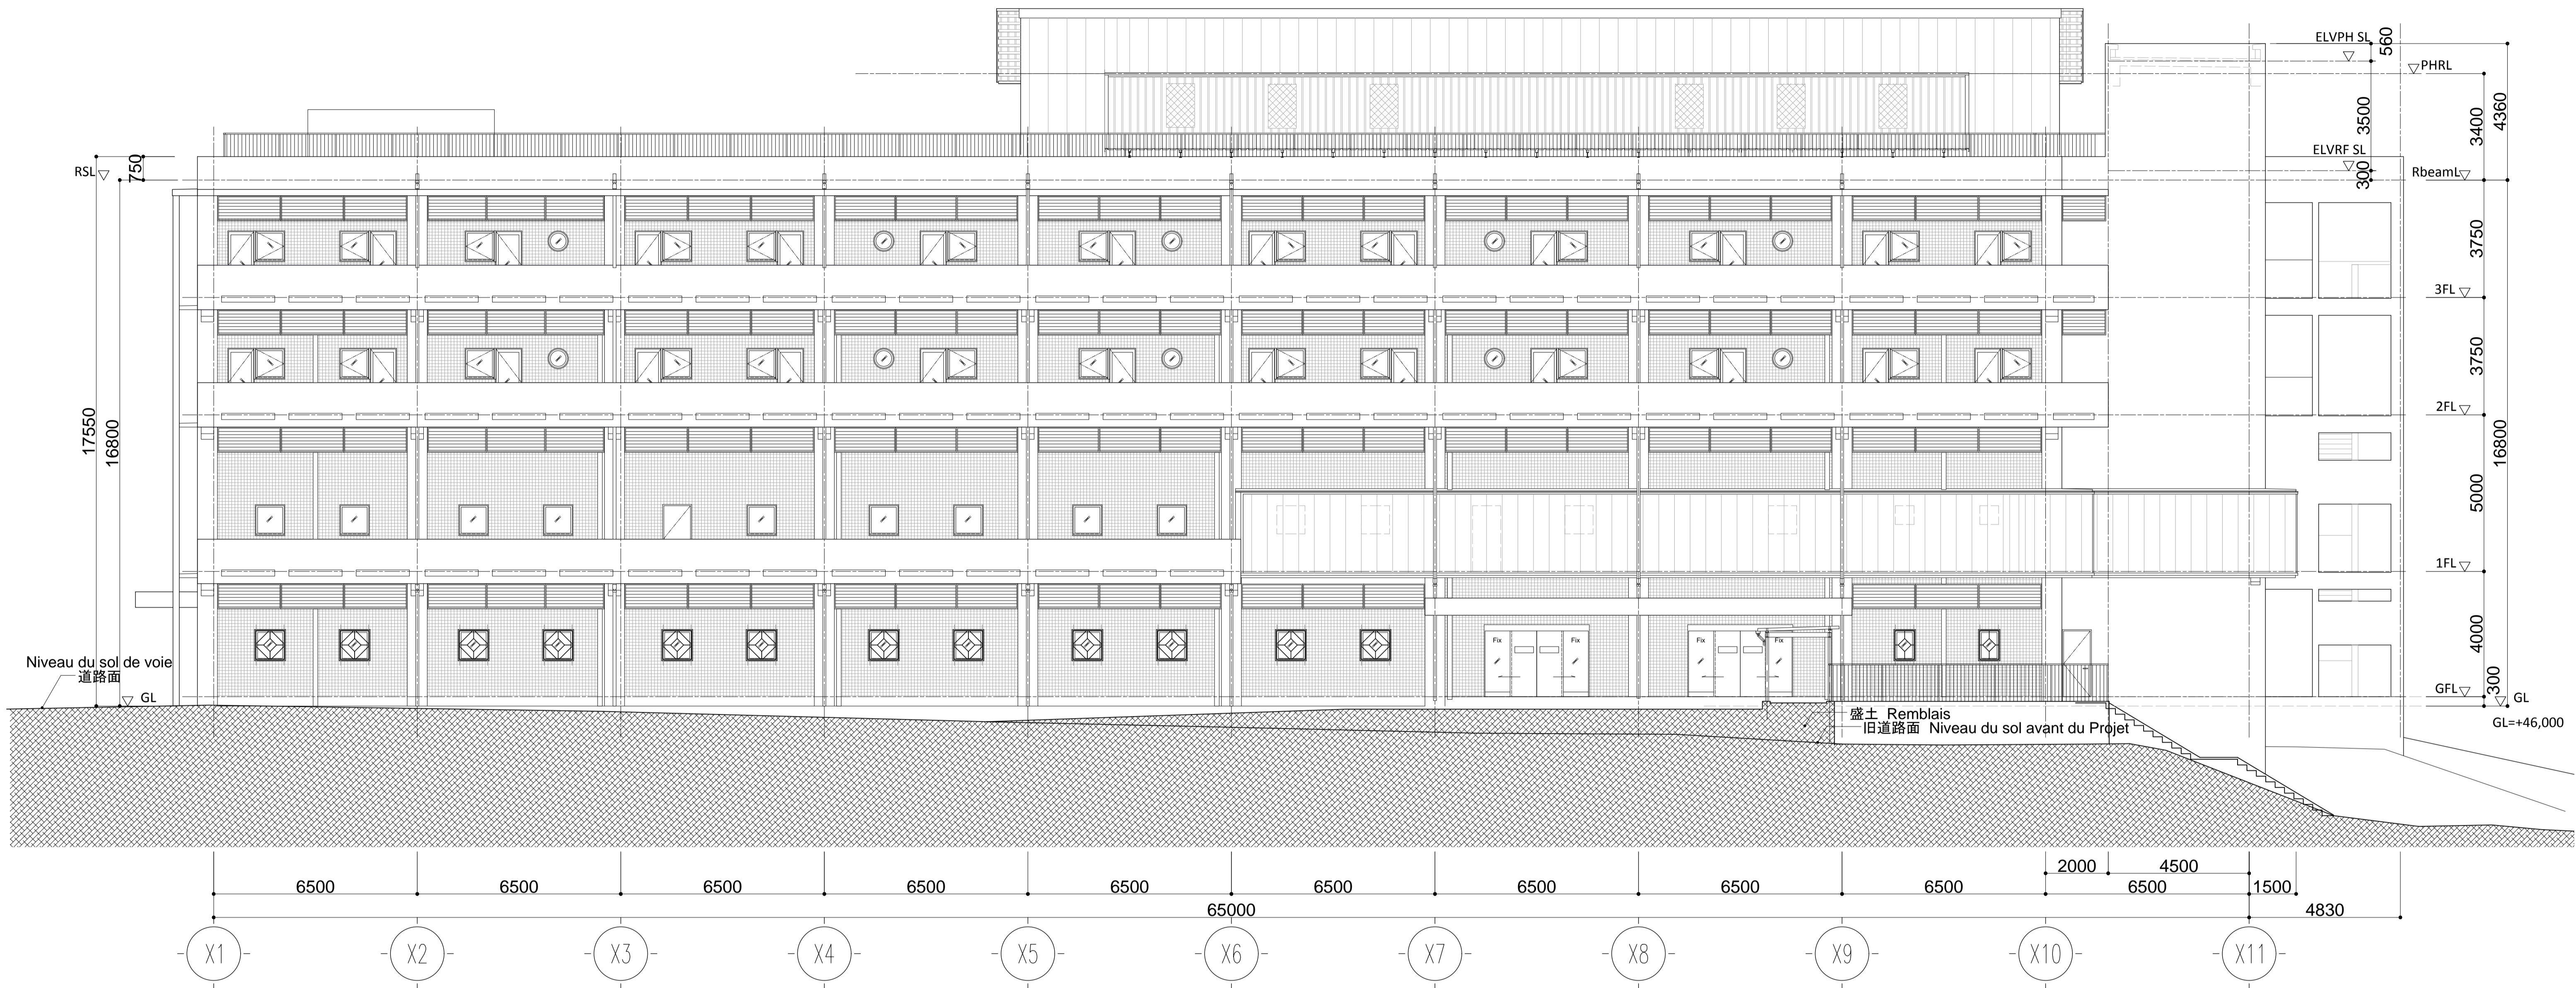 ELVPH SL
560
PHRL
3500
3400
4360
750
RSL
ELVRF SL
300
RbeamL
3750
3FL
3750
2FL
17550
16800
16800
5000
1FL
4000
Niveau du sol de voie
道路面
GL
Fix
Fix
Fix
Fix
GFL
300
GL
GL=+46,000
盛土 Remblais
旧道路面 Niveau du sol avant du Projet
2000
4500
6500
6500
6500
6500
6500
6500
6500
6500
6500
6500
1500
65000
4830
X1
X2
X3
X4
X5
X6
X7
X8
X9
X10
X11